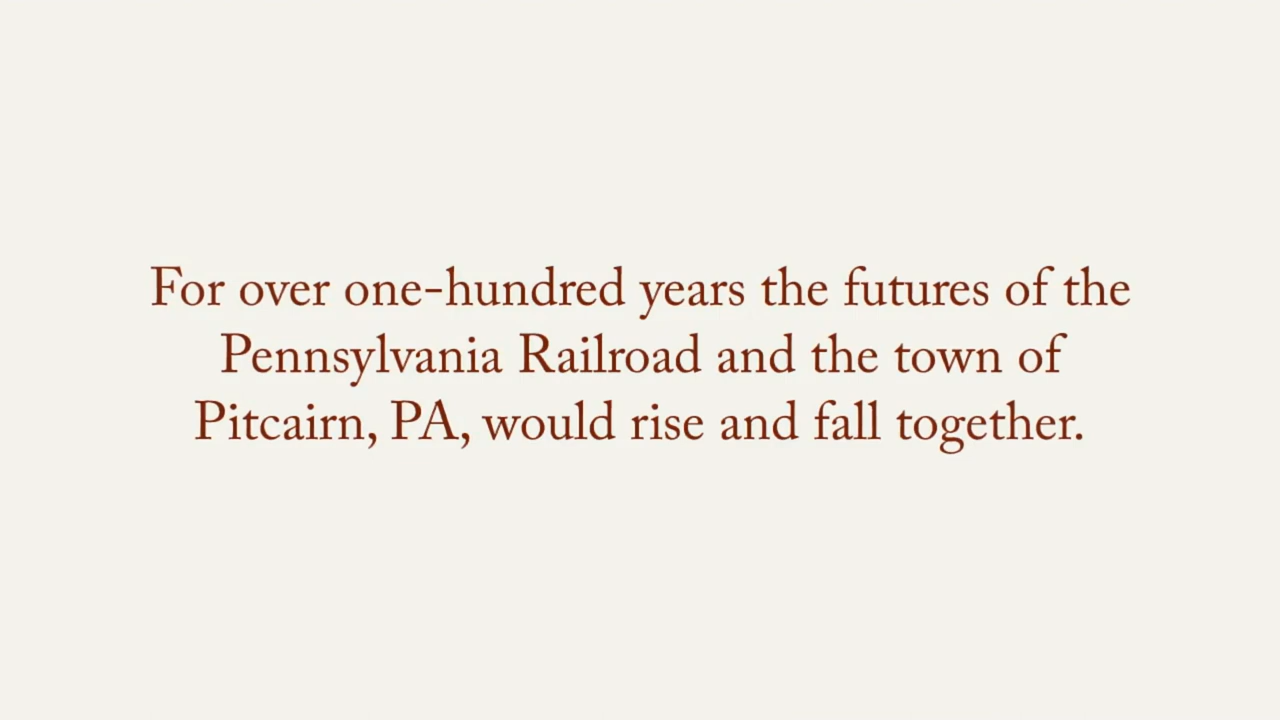 For over one-hundred years the futures of the
Pennsylvania Railroad and the town of
Pitcairn, PA, would rise and fall together.